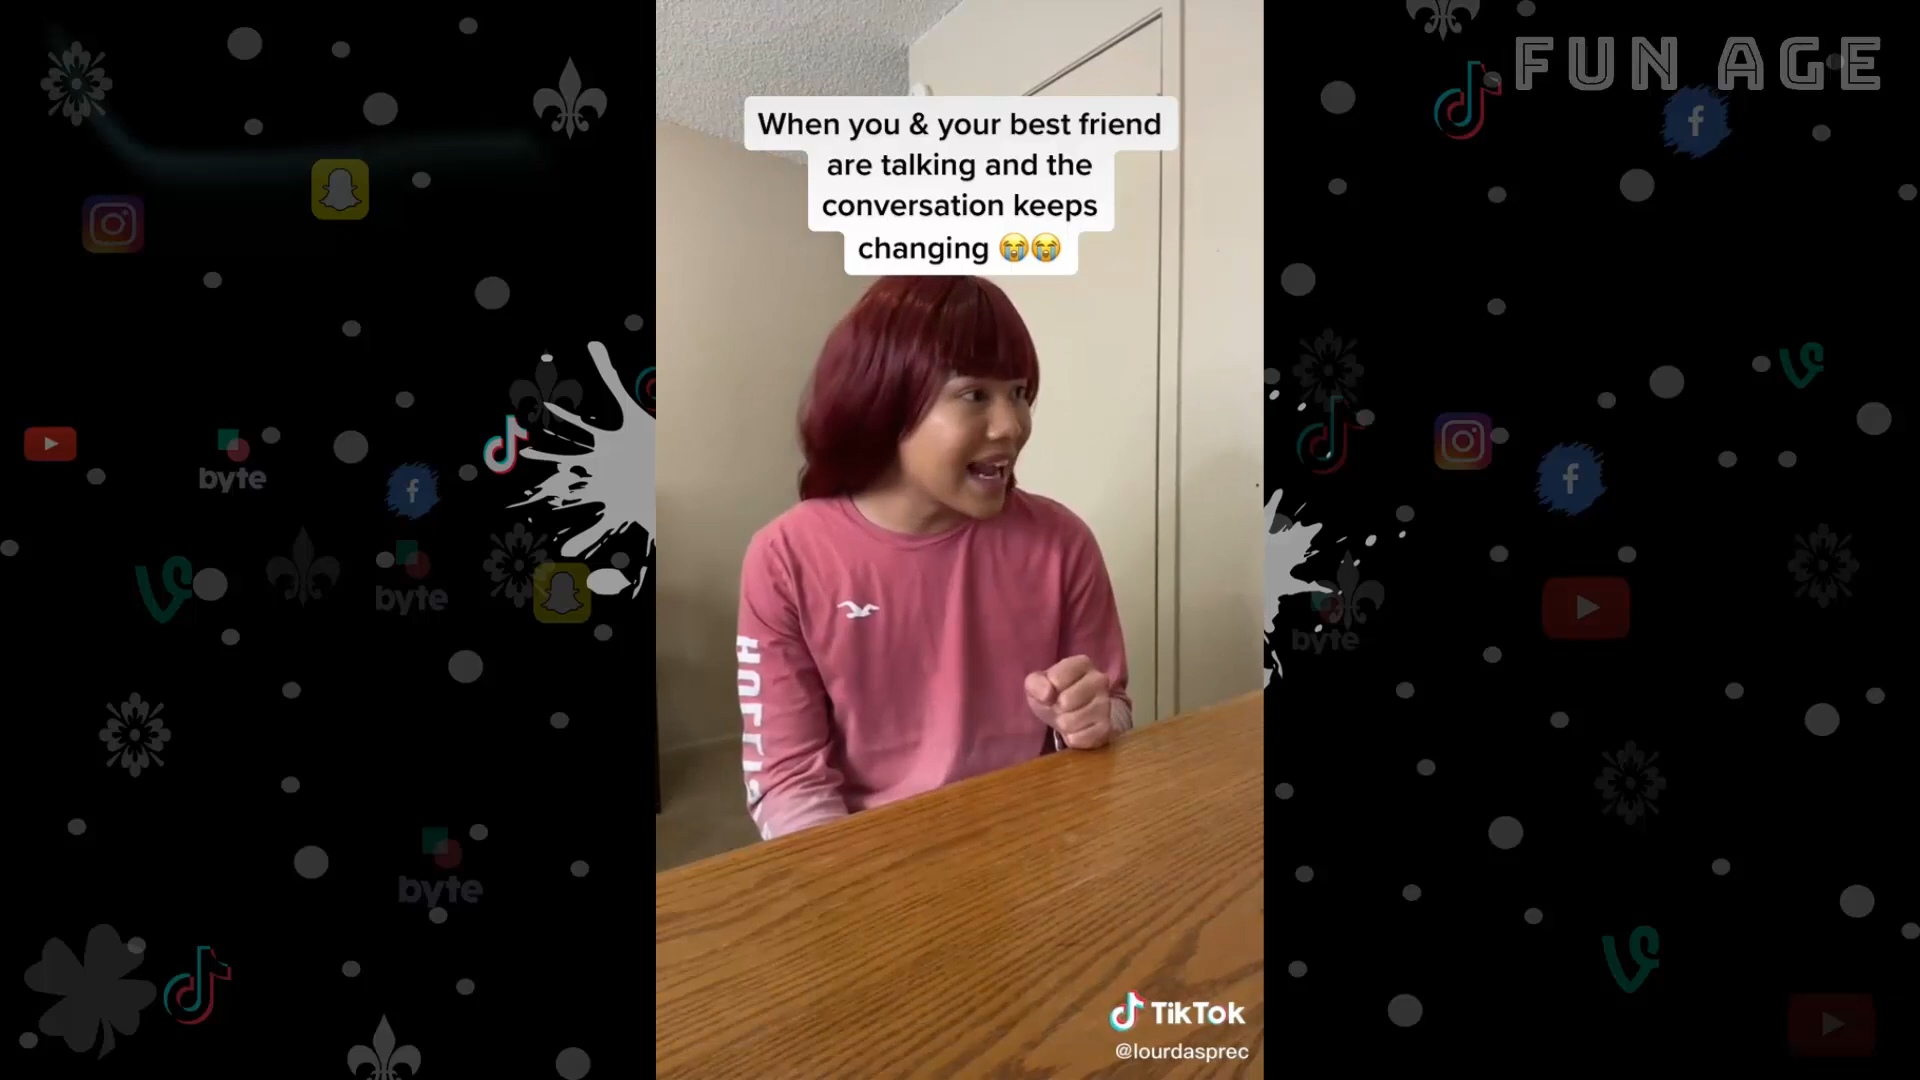 FUN AGE
When you & your best friend
are talking and the
conversation keeps
changing 😭😭
byte
byte
byte
byte
TikTok
@lourdasprec